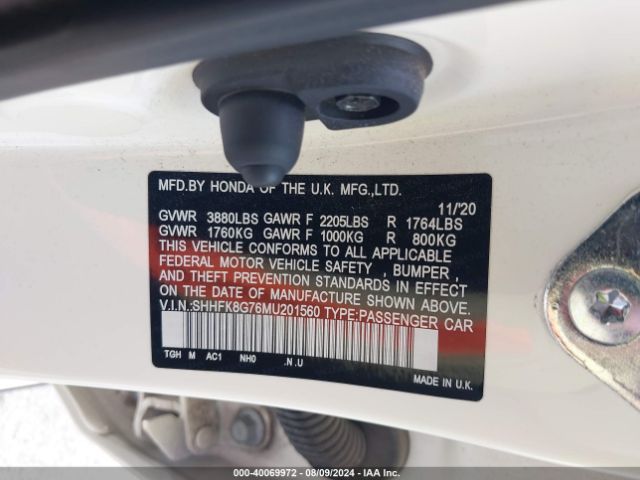 MFD.BY HONDA OF THE U.K. MFG.,LTD.
11/'20
GVWR 3880LBS GAWR F 2205LBS R 1764LBS
GVWR 1760KG GAWR F 1000KG R 800KG
THIS VEHICLE CONFORMS TO ALL APPLICABLE
FEDERAL MOTOR VEHICLE SAFETY , BUMPER ,
AND THEFT PREVENTION STANDARDS IN EFFECT
ON THE DATE OF MANUFACTURE SHOWN ABOVE.
V.I.N.:SHHFK8G76MU201560 TYPE:PASSENGER CAR
TGH M AC1 NH0 .N.U
MADE IN U.K.
000-40069972 - 08/09/2024 - IAA Inc.